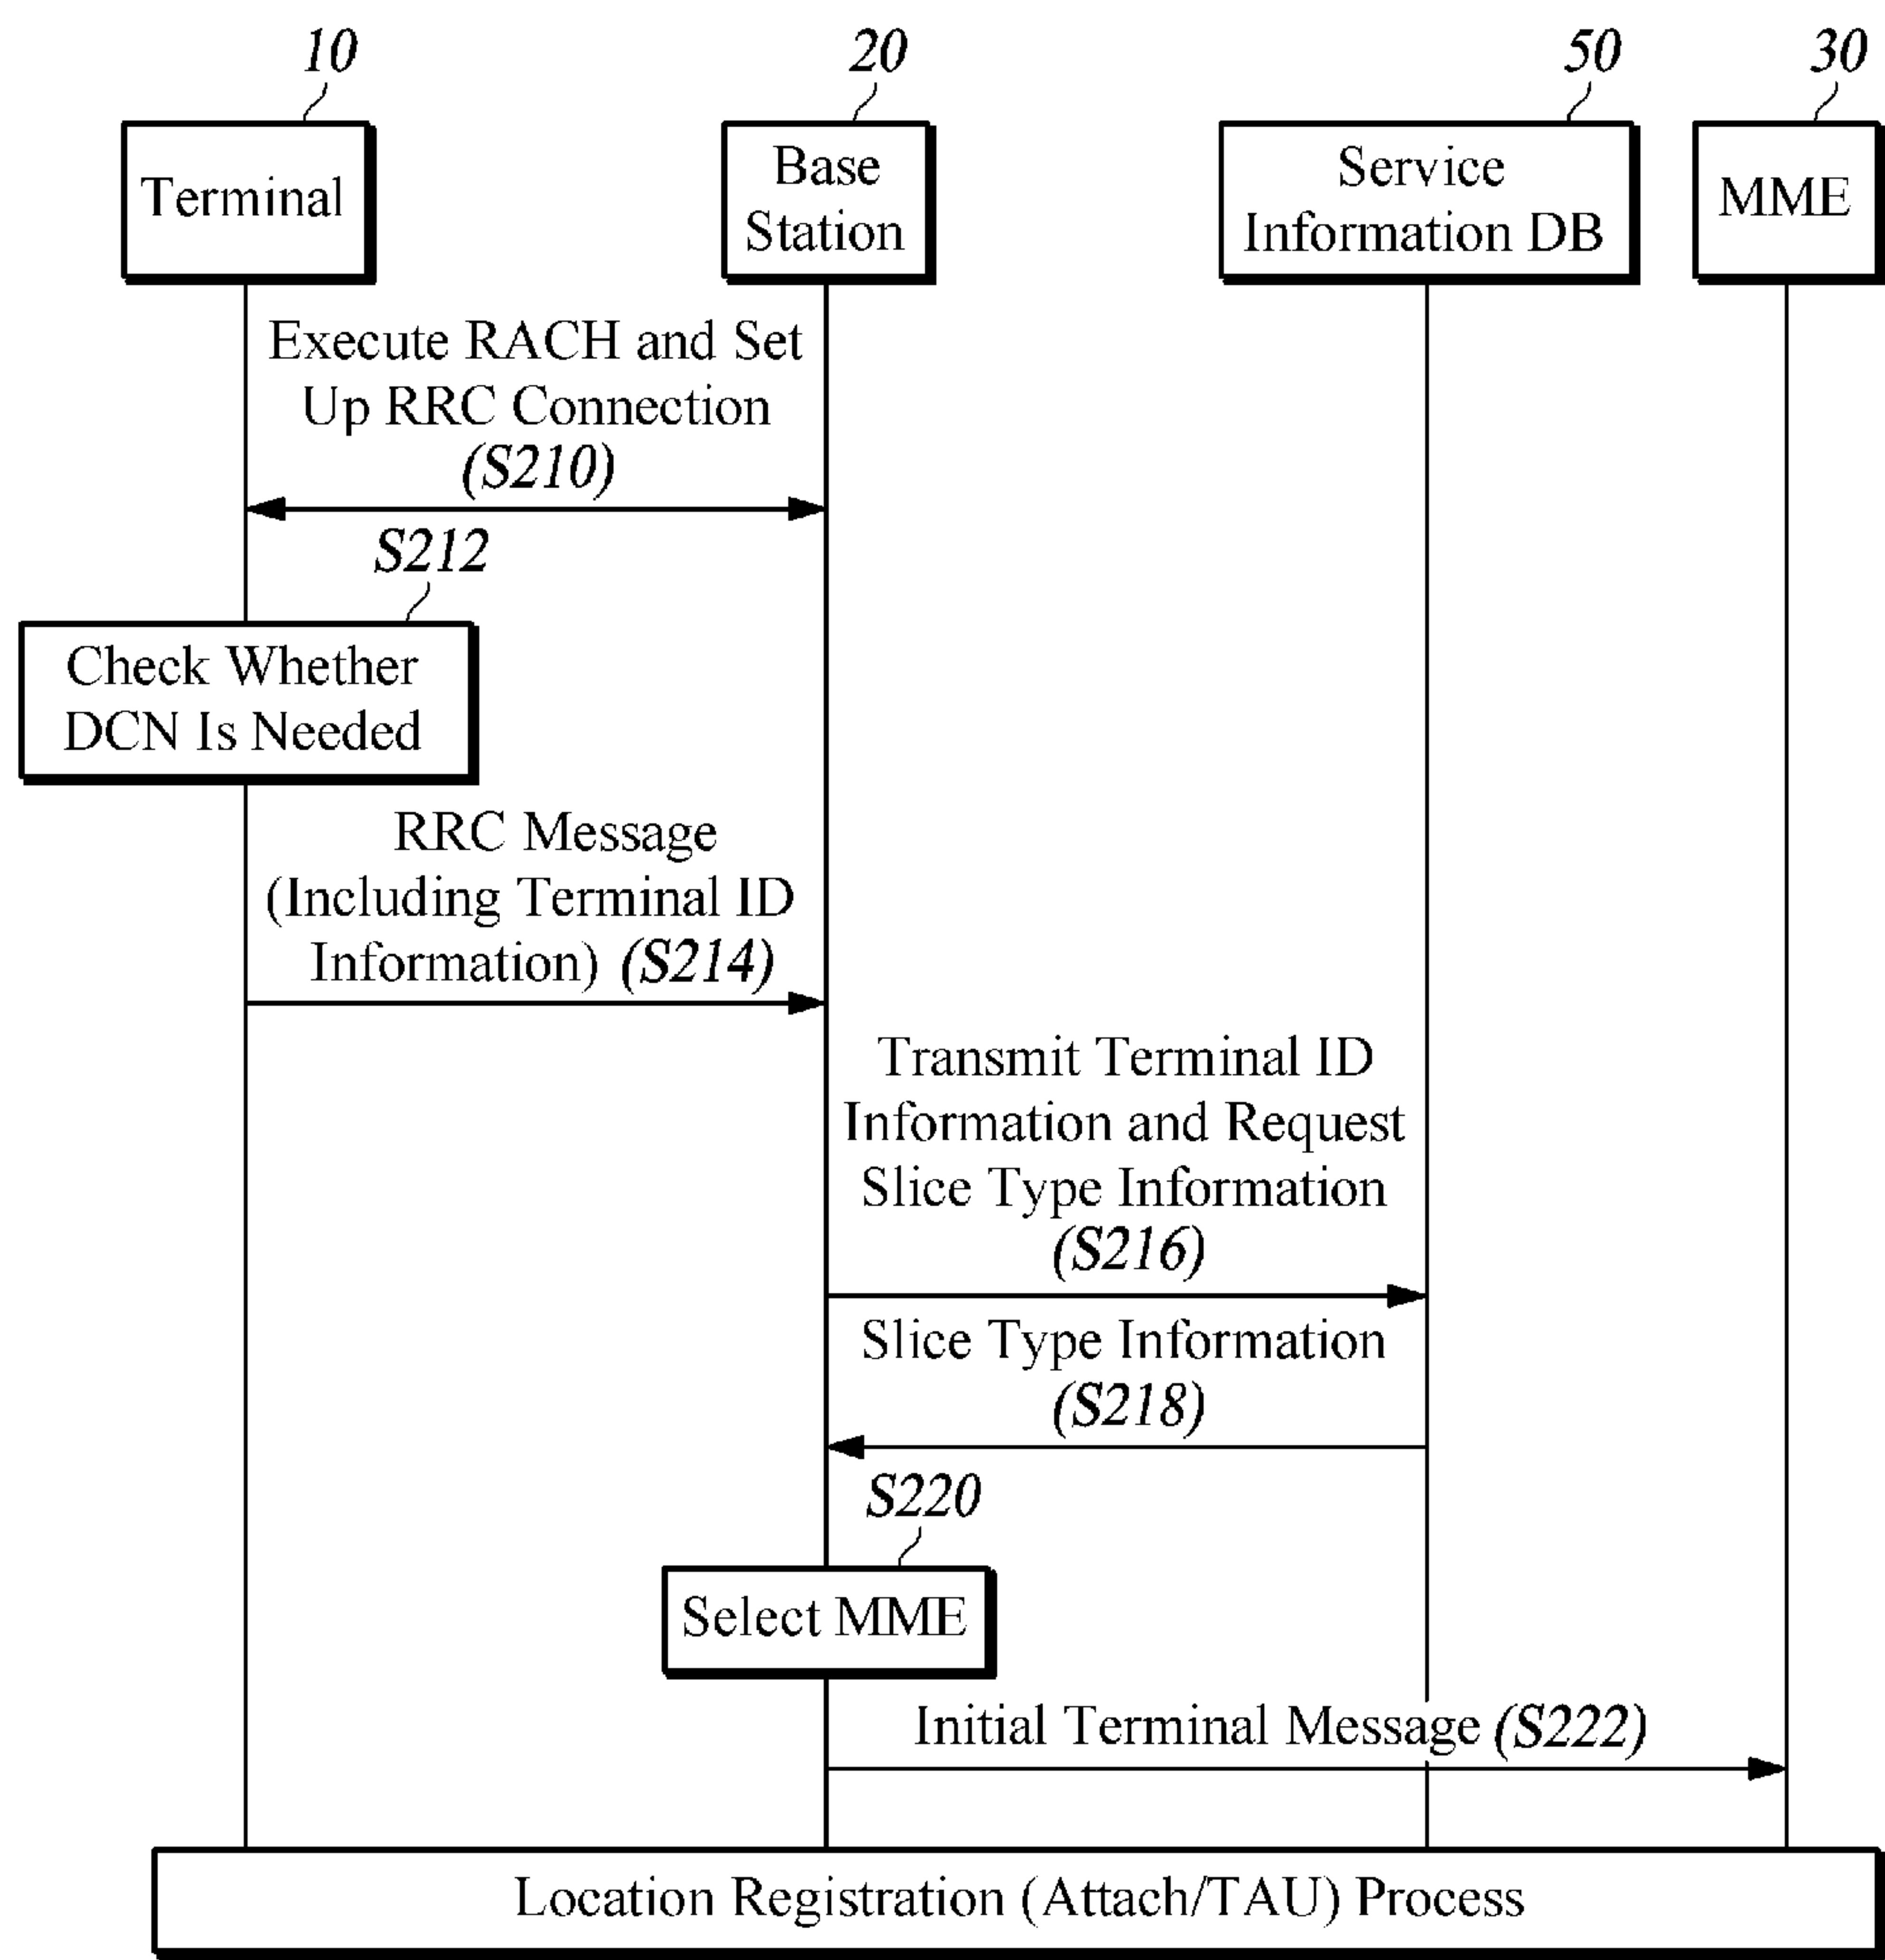 10
20
50
30
Terminal
Base
Station
Service
Information DB
MME
Execute RACH and Set
Up RRC Connection
(S210)
S212
Check Whether
DCN Is Needed
RRC Message
(Including Terminal ID
Information) (S214)
Transmit Terminal ID
Information and Request
Slice Type Information
(S216)
Slice Type Information
(S218)
S220
Select MME
Initial Terminal Message (S222)
Location Registration (Attach/TAU) Process